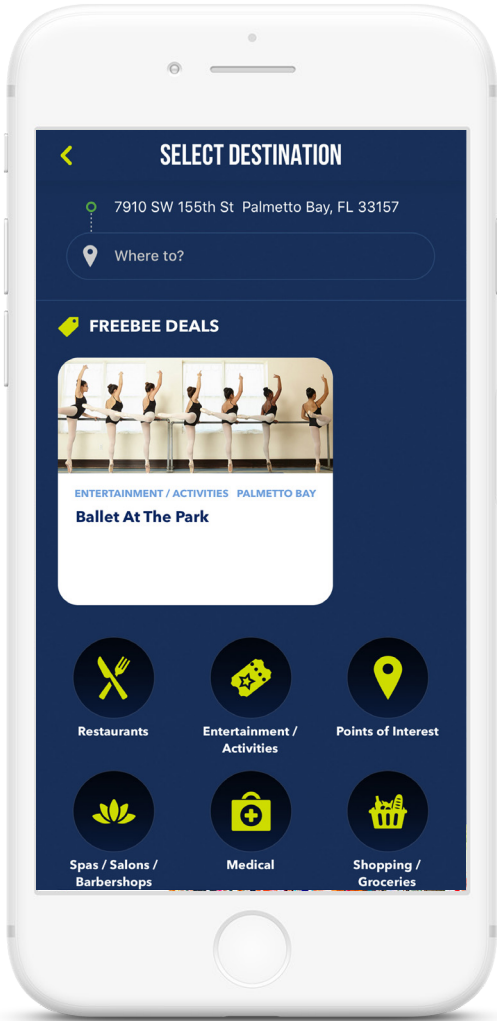 SELECT DESTINATION
7910 SW 155th St  Palmetto Bay, FL 33157
Where to?
FREEBEE DEALS
ENTERTAINMENT / ACTIVITIES  PALMETTO BAY
Ballet At The Park
Restaurants
Entertainment /
Activities
Points of Interest
Spas / Salons /
Barbershops
Medical
Shopping /
Groceries